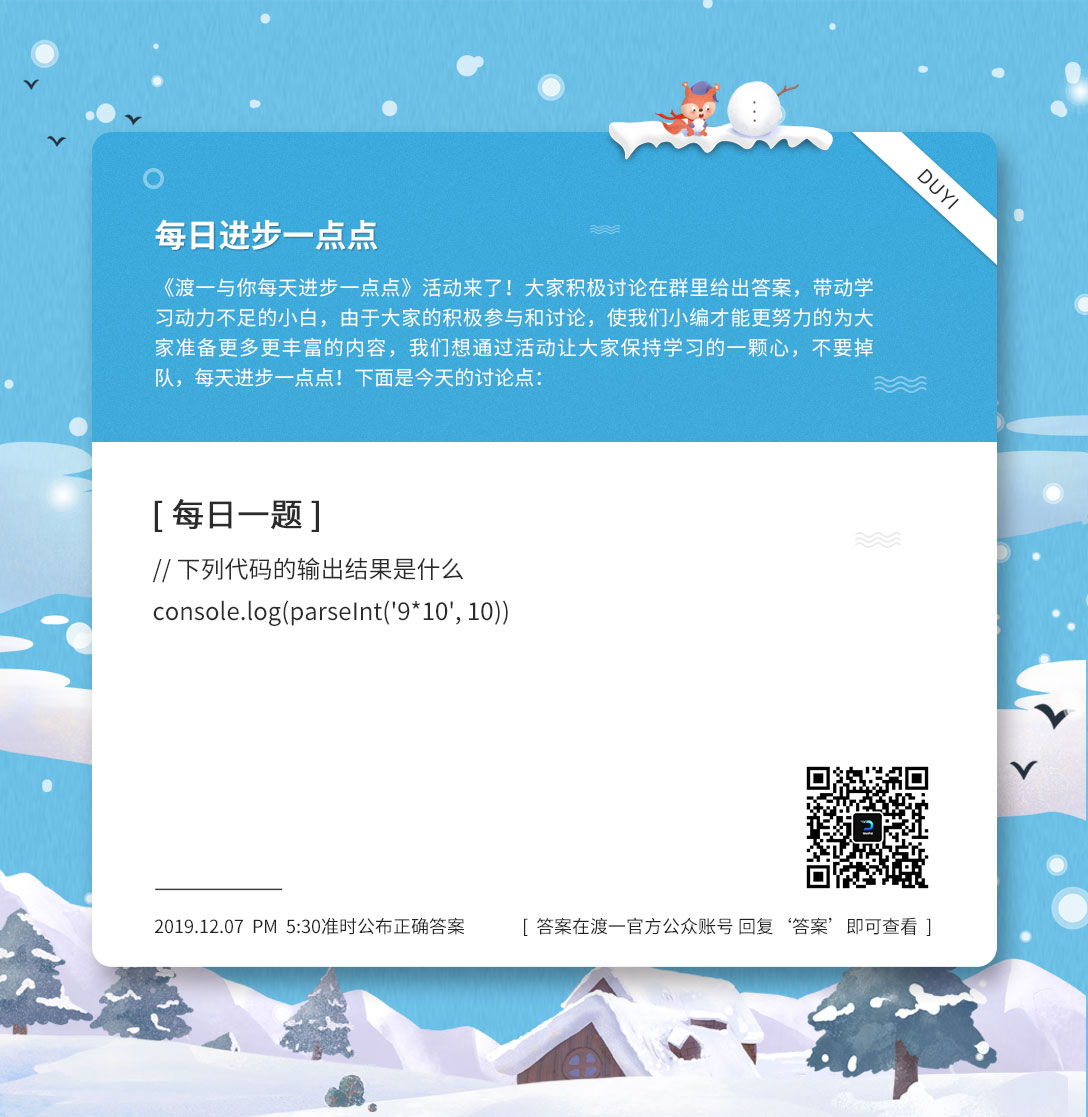 DUYI
每日进步一点点
《渡一与你每天进步一点点》活动来了！大家积极讨论在群里给出答案，带动学
习动力不足的小白，由于大家的积极参与和讨论，使我们小编才能更努力的为大
家准备更多更丰富的内容，我们想通过活动让大家保持学习的一颗心，不要掉
队，每天进步一点点！下面是今天的讨论点：
[ 每日一题 ]
// 下列代码的输出结果是什么
console.log(parseInt('9*10', 10))
2019.12.07 PM 5:30准时公布正确答案
[ 答案在渡一官方公众账号 回复‘答案’即可查看 ]